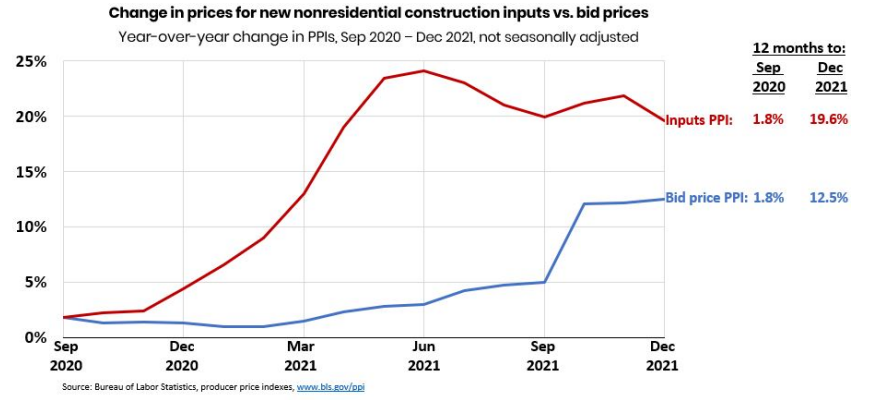 Change in prices for new nonresidential construction inputs vs. bid prices
Year-over-year change in PPIs, Sep 2020 – Dec 2021, not seasonally adjusted
12 months to:
Sep Dec
2020 2021
25%
20%
15%
10%
5%
0%
Inputs PPI: 1.8% 19.6%
Bid price PPI: 1.8% 12.5%
Sep Dec Mar Jun Sep Dec
2020 2020 2021 2021 2021 2021
Source: Bureau of Labor Statistics, producer price indexes, www.bls.gov/ppi